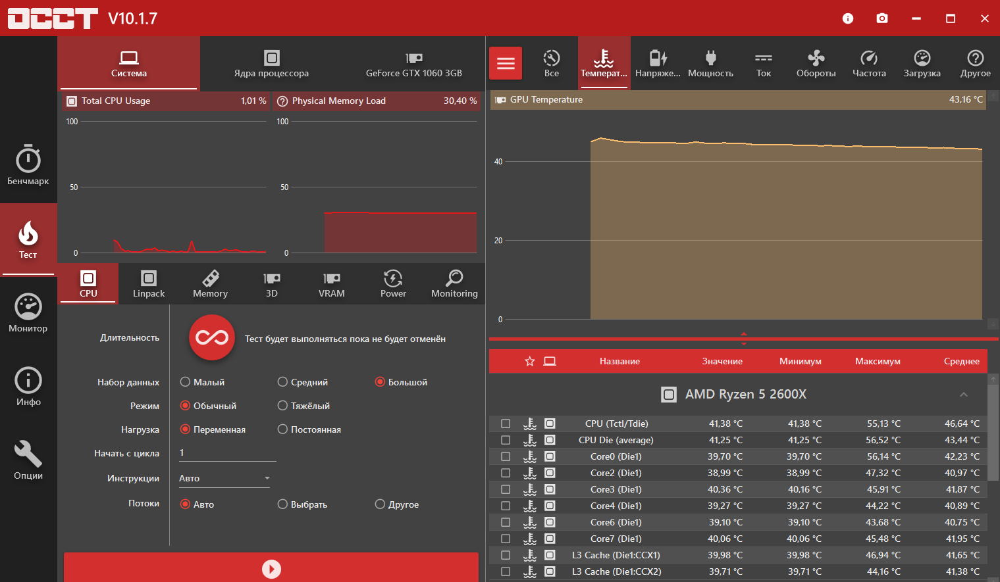 OCCT V10.1.7
Система
Ядра процессора
GeForce GTX 1060 3GB
Total CPU Usage 1,01 %
100
50
0
Physical Memory Load 30,40 %
100
50
0
Бенчмарк
Тест
Монитор
Инфо
Опции
CPU
Linpack
Memory
3D
VRAM
Power
Monitoring
Длительность
Тест будет выполняться пока не будет отменён
Набор данных Малый Средний Большой
Режим Обычный Тяжёлый
Нагрузка Переменная Постоянная
Начать с цикла 1
Инструкции Авто
Потоки Авто Выбрать Другое
Все
Температ...
Напряже...
Мощность
Ток
Обороты
Частота
Загрузка
Другое
GPU Temperature 43,16 °C
40
20
0
Название Значение Минимум Максимум Среднее
AMD Ryzen 5 2600X
CPU (Tctl/Tdie) 41,38 °C 41,38 °C 55,13 °C 46,64 °C
CPU Die (average) 41,25 °C 41,25 °C 56,52 °C 43,44 °C
Core0 (Die1) 39,70 °C 39,70 °C 56,14 °C 42,23 °C
Core2 (Die1) 38,99 °C 38,99 °C 47,32 °C 40,97 °C
Core3 (Die1) 40,36 °C 40,16 °C 45,91 °C 41,87 °C
Core4 (Die1) 39,27 °C 39,27 °C 44,22 °C 40,89 °C
Core6 (Die1) 39,10 °C 39,10 °C 43,68 °C 40,75 °C
Core7 (Die1) 40,06 °C 40,06 °C 45,48 °C 41,95 °C
L3 Cache (Die1:CCX1) 39,98 °C 39,98 °C 46,94 °C 41,65 °C
L3 Cache (Die1:CCX2) 39,71 °C 39,71 °C 44,16 °C 41,38 °C